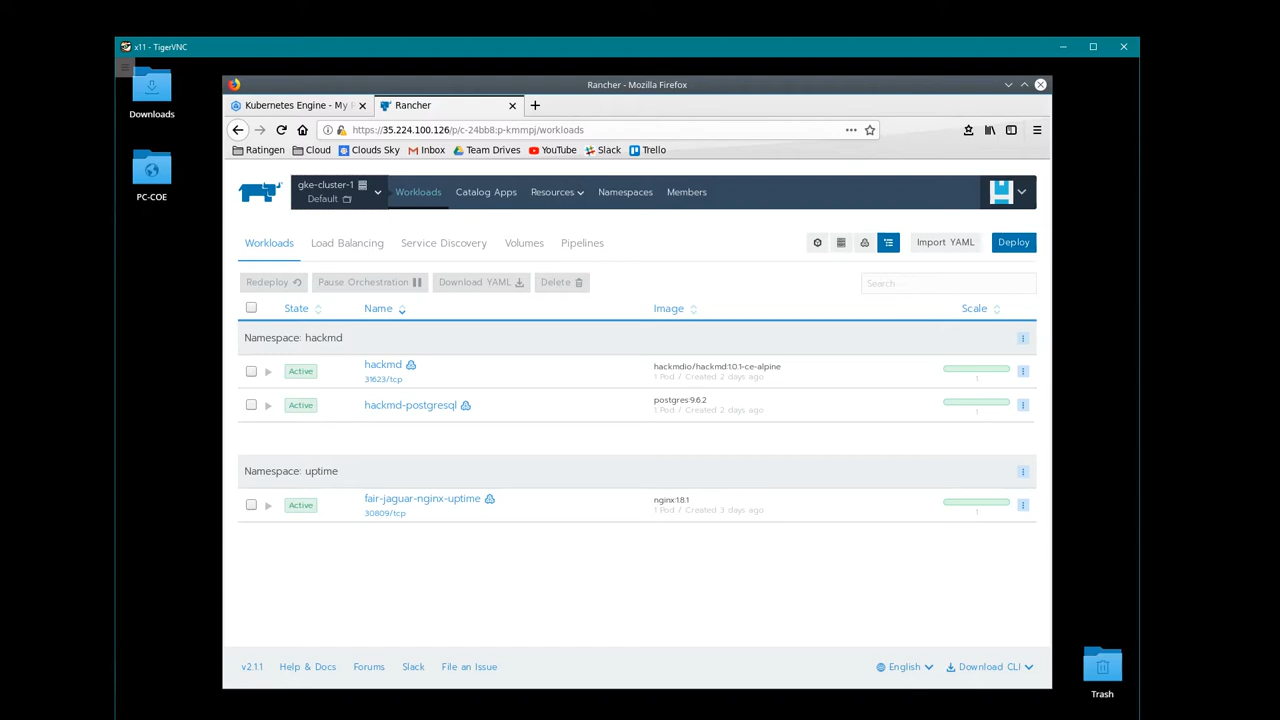 x11 - TigerVNC
Downloads
PC-COE
Rancher - Mozilla Firefox
Kubernetes Engine - My P
Rancher
https://35.224.100.126/p/c-24bb8:p-kmmpj/workloads
Ratingen Cloud Clouds Sky Inbox Team Drives YouTube Slack Trello
gke-cluster-1
Default
Workloads Catalog Apps Resources Namespaces Members
Workloads Load Balancing Service Discovery Volumes Pipelines
Import YAML Deploy
Redeploy Pause Orchestration Download YAML Delete
Search
State Name Image Scale
Namespace: hackmd
Active hackmd hackmdio/hackmd:1.0.1-ce-alpine
31623/tcp 1 Pod / Created 2 days ago 1
Active hackmd-postgresql postgres:9.6.2
1 Pod / Created 2 days ago 1
Namespace: uptime
Active fair-jaguar-nginx-uptime nginx:1.8.1
30809/tcp 1 Pod / Created 3 days ago 1
v2.1.1 Help & Docs Forums Slack File an Issue English Download CLI
Trash